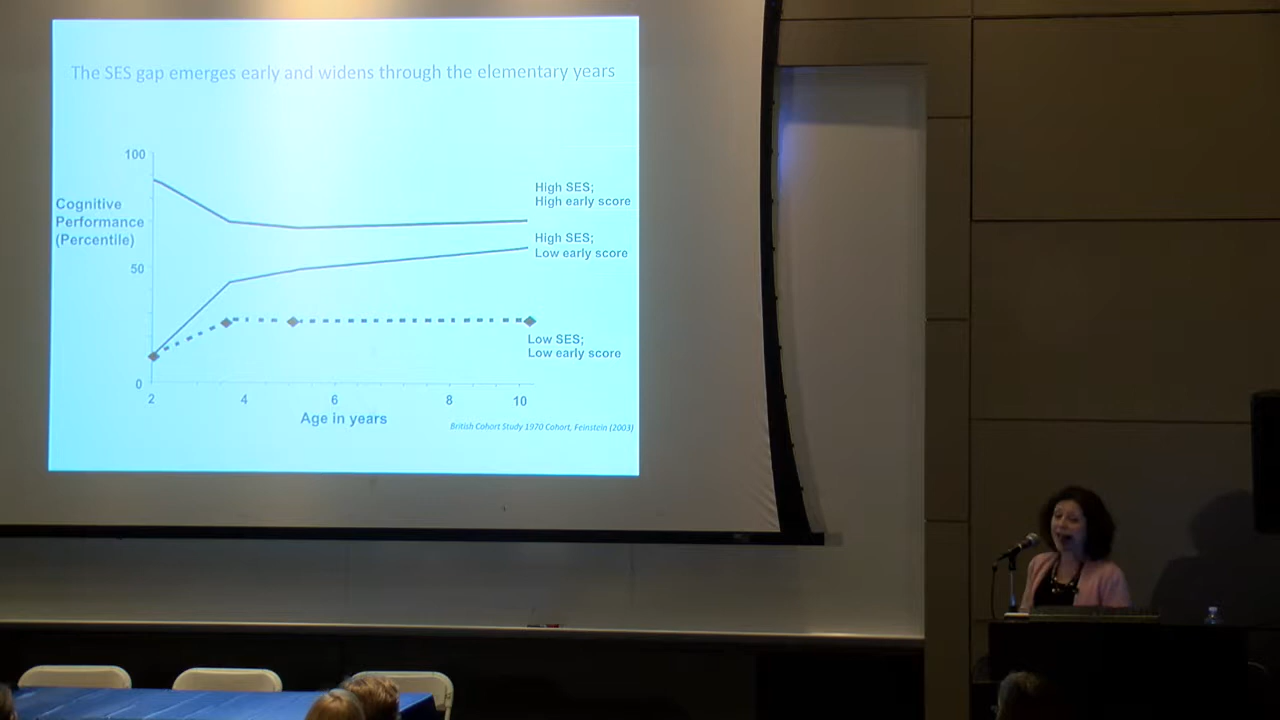 The SES gap emerges early and widens through the elementary years
100
Cognitive
Performance
(Percentile)
50
0
High SES;
High early score
High SES;
Low early score
Low SES;
Low early score
2 4 6 8 10
Age in years
British Cohort Study 1970 Cohort, Feinstein (2003)